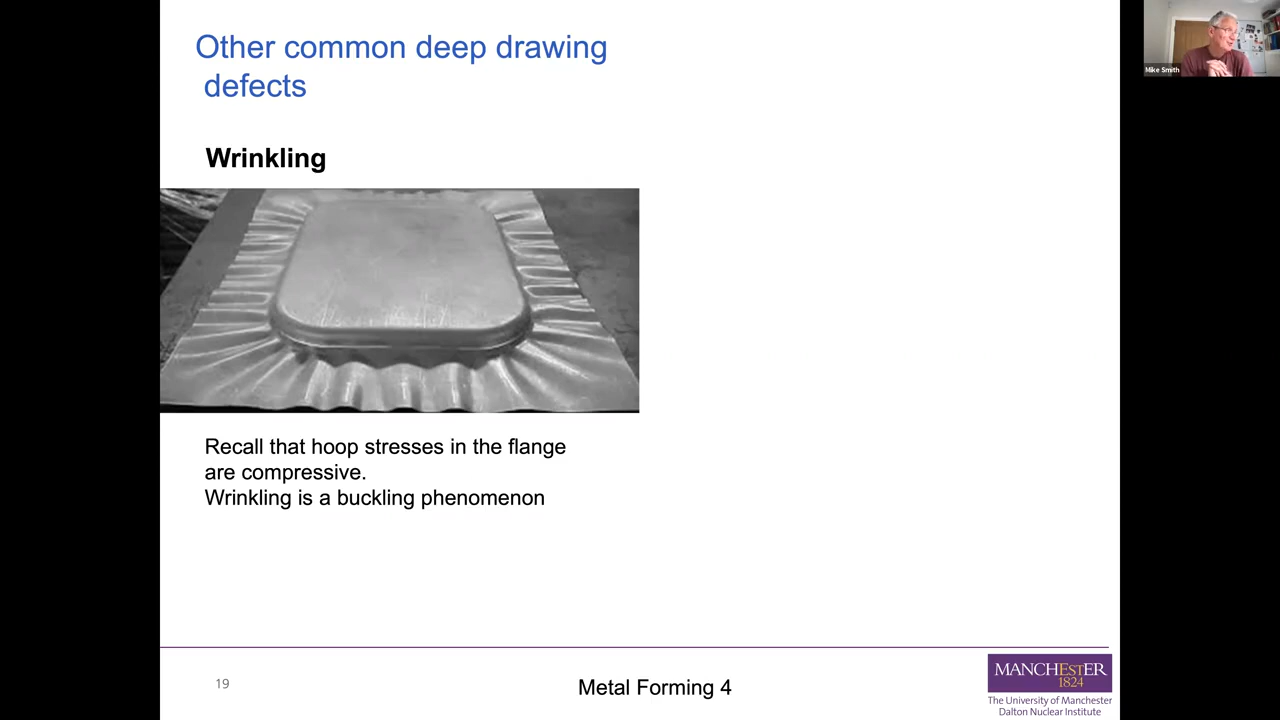 Other common deep drawing
defects
Wrinkling
Recall that hoop stresses in the flange
are compressive.
Wrinkling is a buckling phenomenon
19
Metal Forming 4
MANCHESTER
1824
The University of Manchester
Dalton Nuclear Institute
Mike Smith